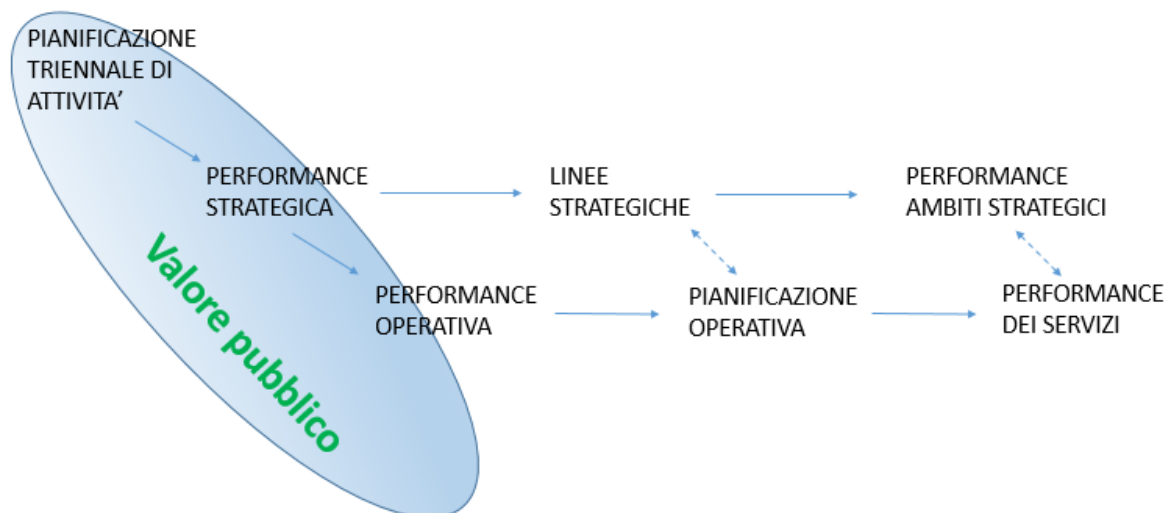 PIANIFICAZIONE
TRIENNALE DI
ATTIVITA’
PERFORMANCE
STRATEGICA
LINEE
STRATEGICHE
PERFORMANCE
AMBITI STRATEGICI
PERFORMANCE
OPERATIVA
PIANIFICAZIONE
OPERATIVA
PERFORMANCE
DEI SERVIZI
Valore pubblico